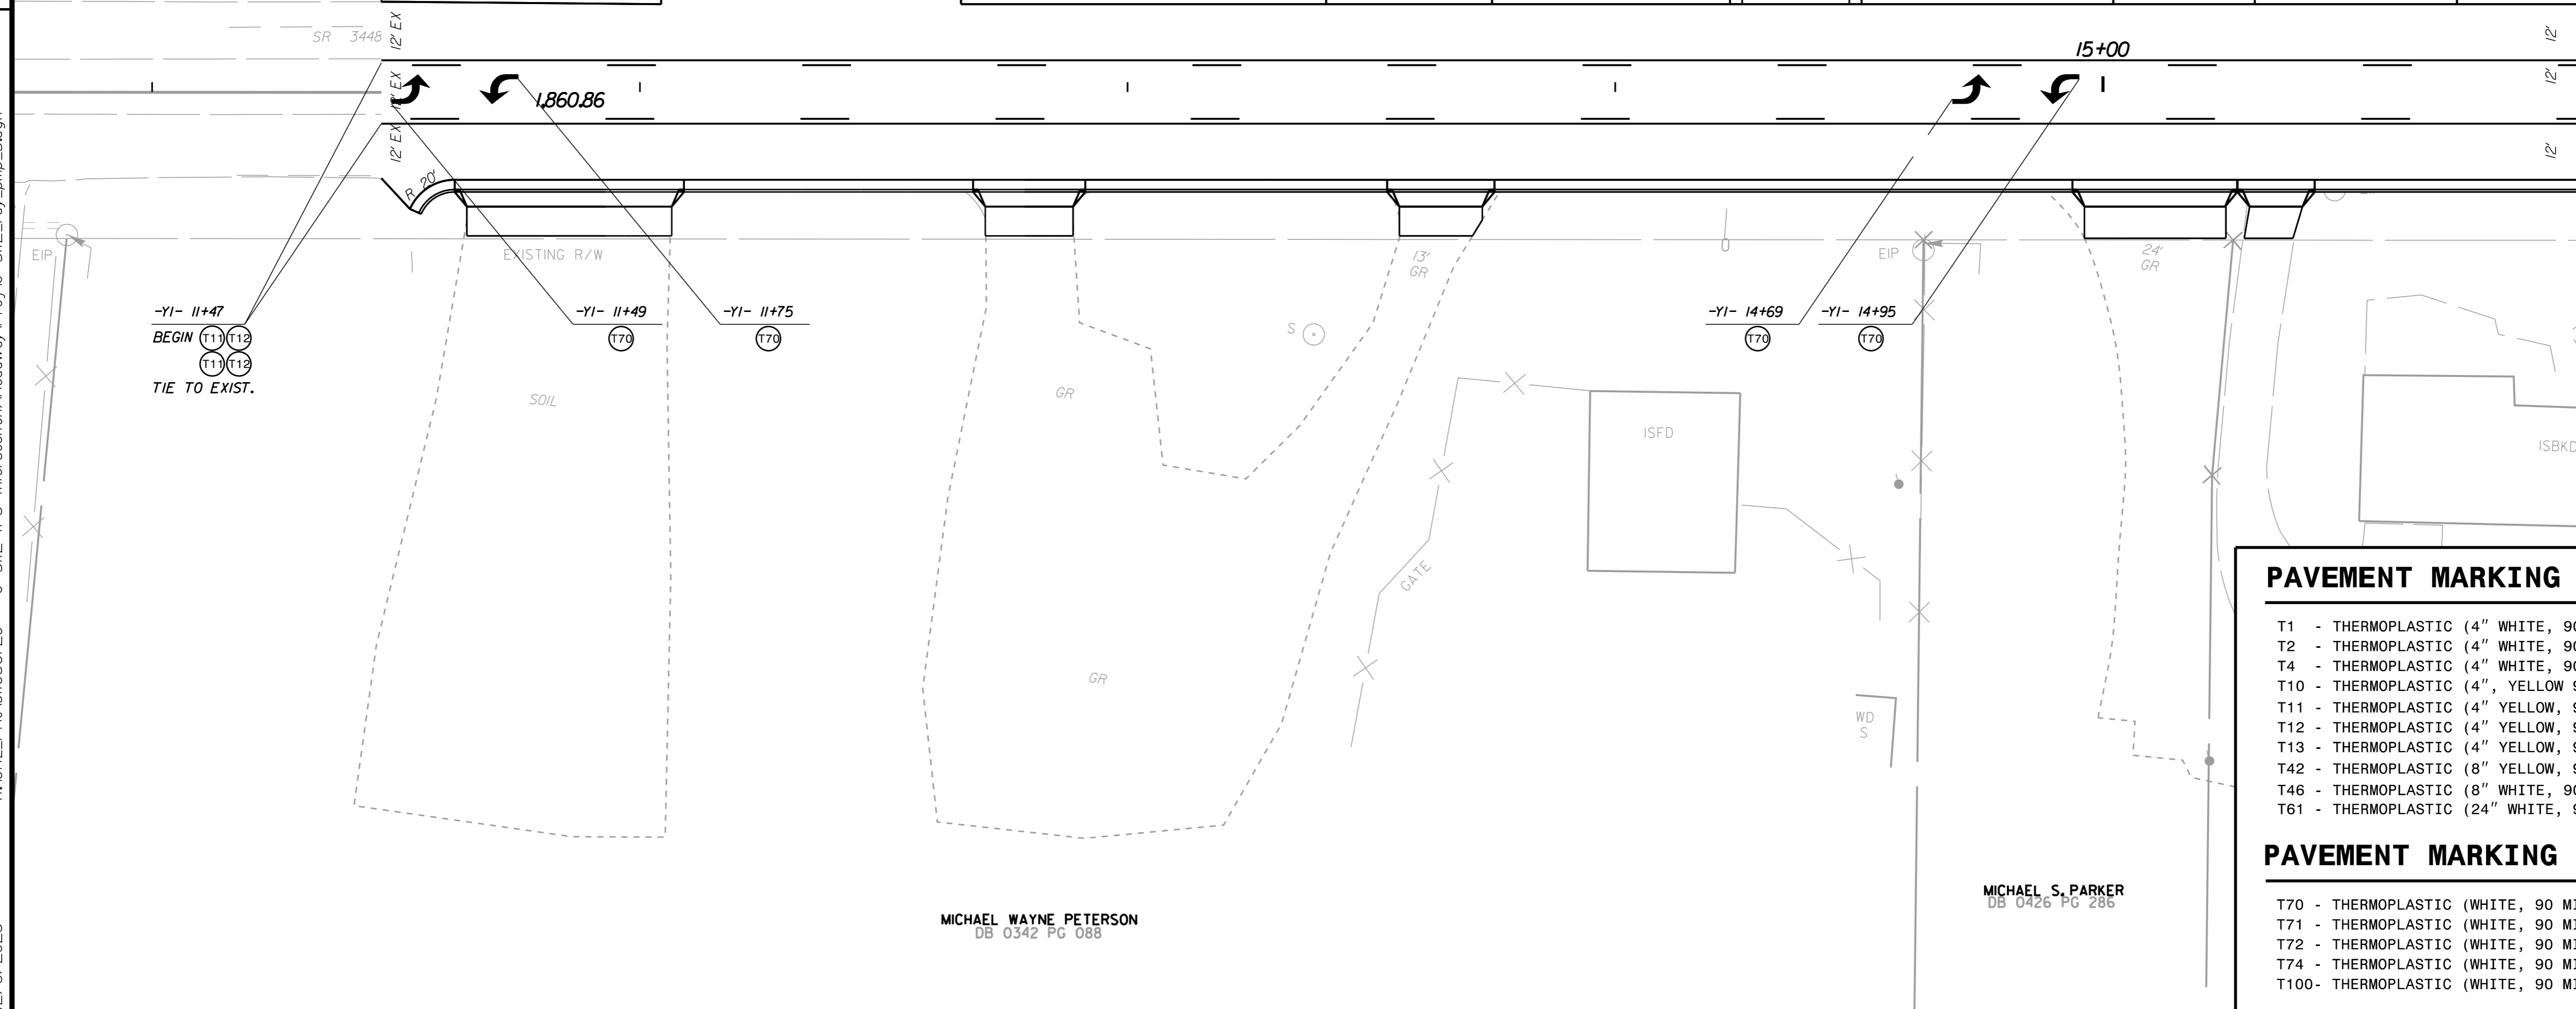 SR 3448
12' EX
12' EX
12' EX
15+00
12'
12'
12'
1,860.86
R 20'
EIP
EXISTING R/W
13'
GR
EIP
24'
GR
-Y1- 11+47
BEGIN T11 T12
T11 T12
TIE TO EXIST.
-Y1- 11+49
T70
-Y1- 11+75
T70
S
-Y1- 14+69
T70
-Y1- 14+95
T70
SOIL
GR
ISFD
GATE
GR
WD
S
MICHAEL WAYNE PETERSON
DB 0342 PG 088
MICHAEL S. PARKER
DB 0426 PG 286
PAVEMENT MARKING
T1 - THERMOPLASTIC (4" WHITE,
T2 - THERMOPLASTIC (4" WHITE,
T4 - THERMOPLASTIC (4" WHITE,
T10 - THERMOPLASTIC (4", YELLOW
T11 - THERMOPLASTIC (4" YELLOW,
T12 - THERMOPLASTIC (4" YELLOW,
T13 - THERMOPLASTIC (4" YELLOW,
T42 - THERMOPLASTIC (8" YELLOW,
T46 - THERMOPLASTIC (8" WHITE,
T61 - THERMOPLASTIC (24" WHITE,
PAVEMENT MARKING
T70 - THERMOPLASTIC (WHITE, 90
T71 - THERMOPLASTIC (WHITE, 90
T72 - THERMOPLASTIC (WHITE, 90
T74 - THERMOPLASTIC (WHITE, 90
T100- THERMOPLASTIC (WHITE, 90